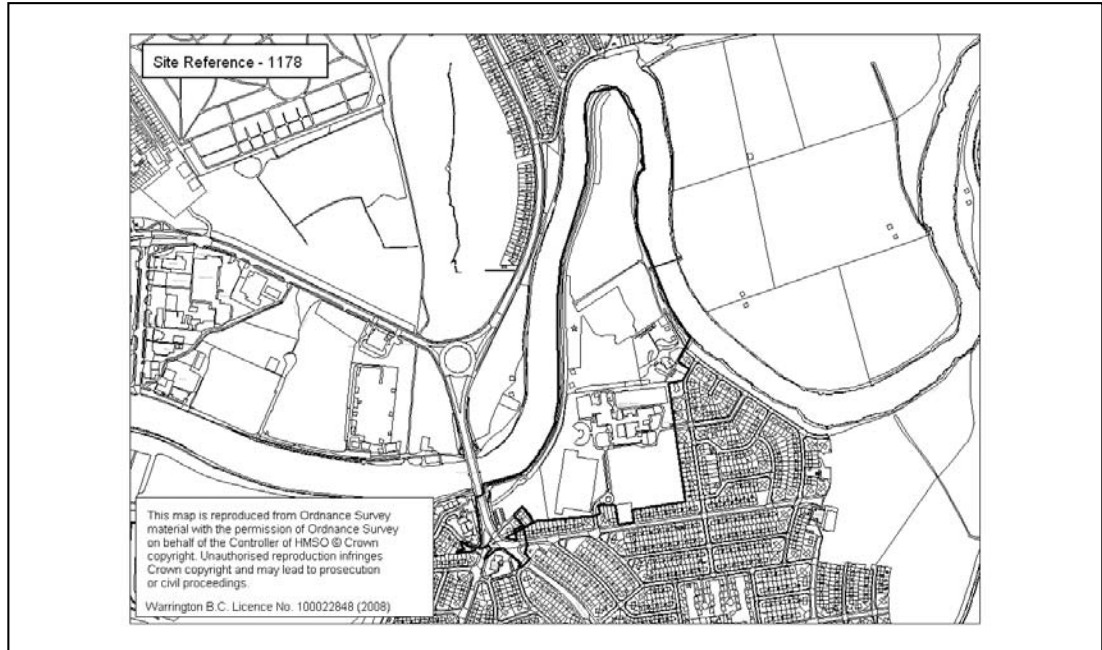 Site Reference - 1178
This map is reproduced from Ordnance Survey
material with the permission of Ordnance Survey
on behalf of the Controller of HMSO © Crown
copyright. Unauthorised reproduction infringes
Crown copyright and may lead to prosecution
or civil proceedings.
Warrington B.C. Licence No. 100022848 (2008)